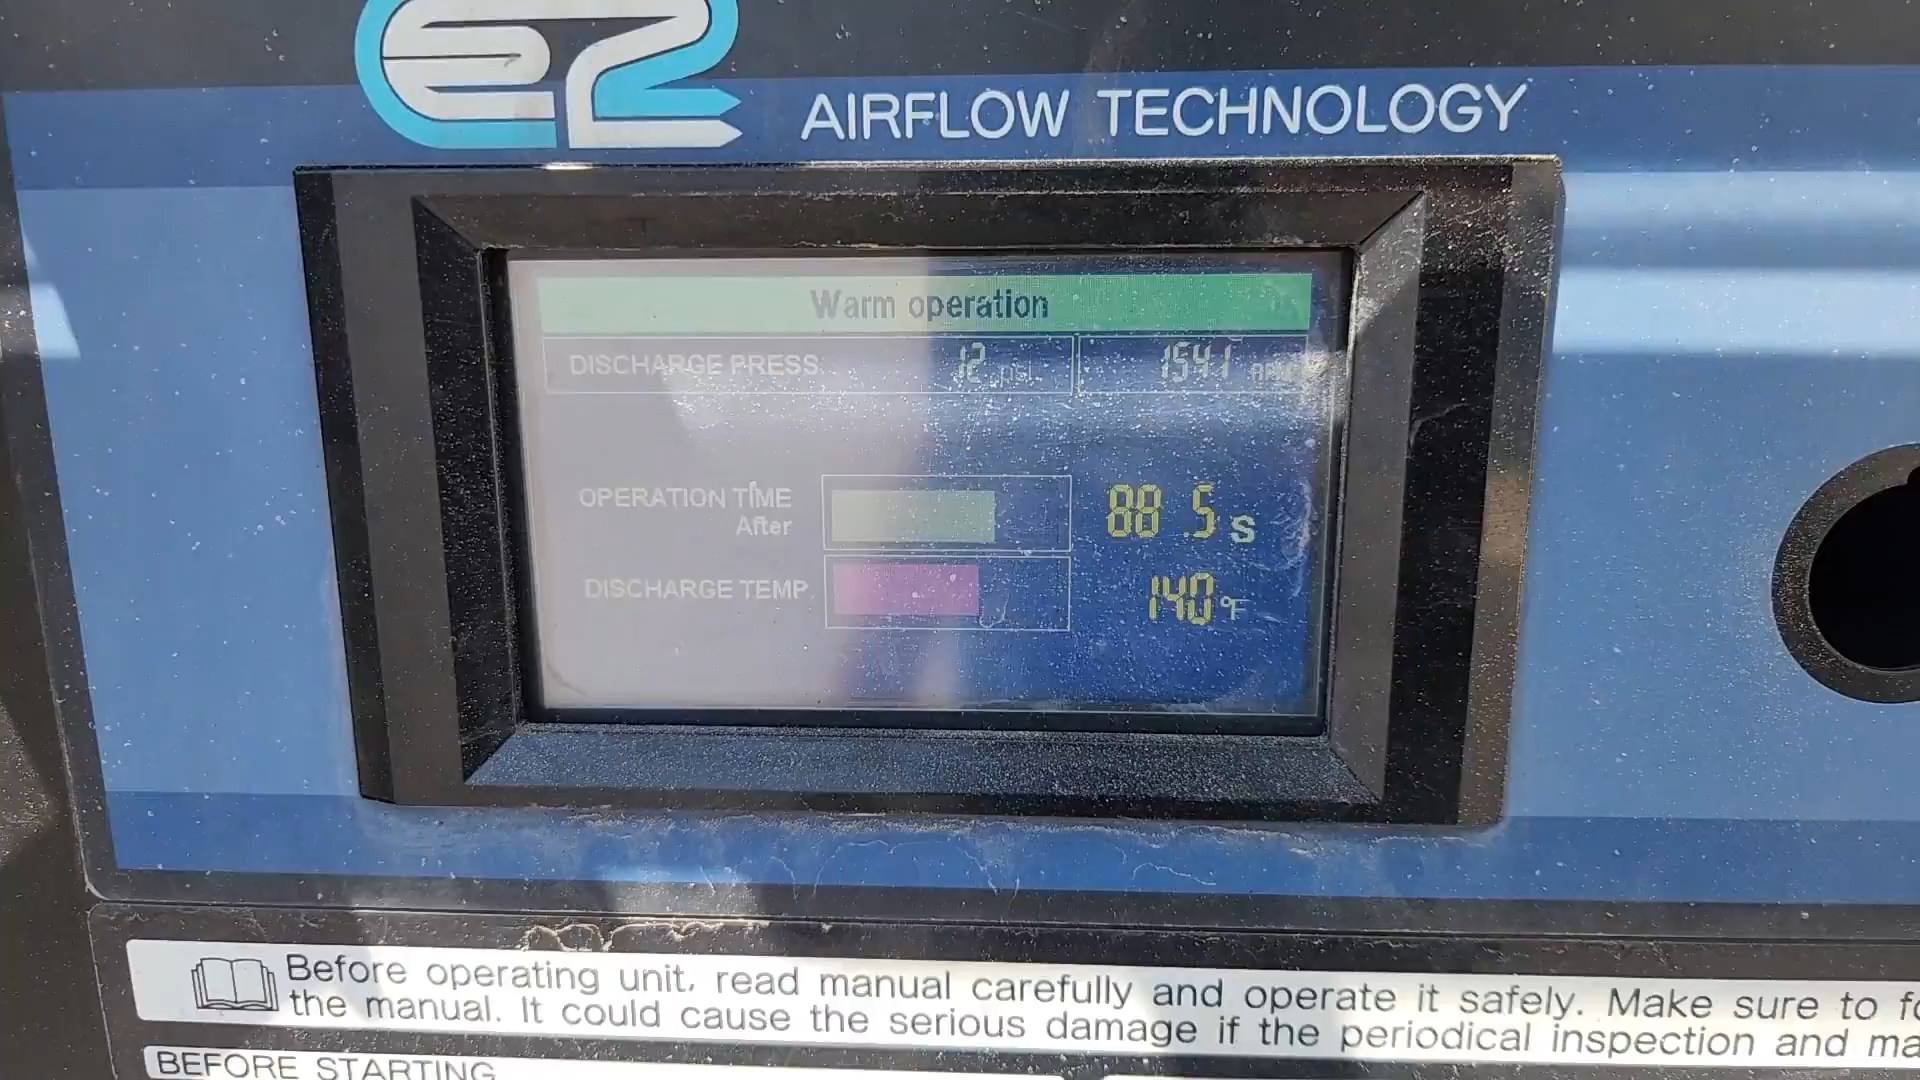 e2 AIRFLOW TECHNOLOGY
Warm operation
DISCHARGE PRESS 12 psi 1541
OPERATION TIME
After 88.5 s
DISCHARGE TEMP 140 °F
Before operating unit, read manual carefully and operate it safely. Make sure to
the manual. It could cause the serious damage if the periodical inspection and
BEFORE STARTING